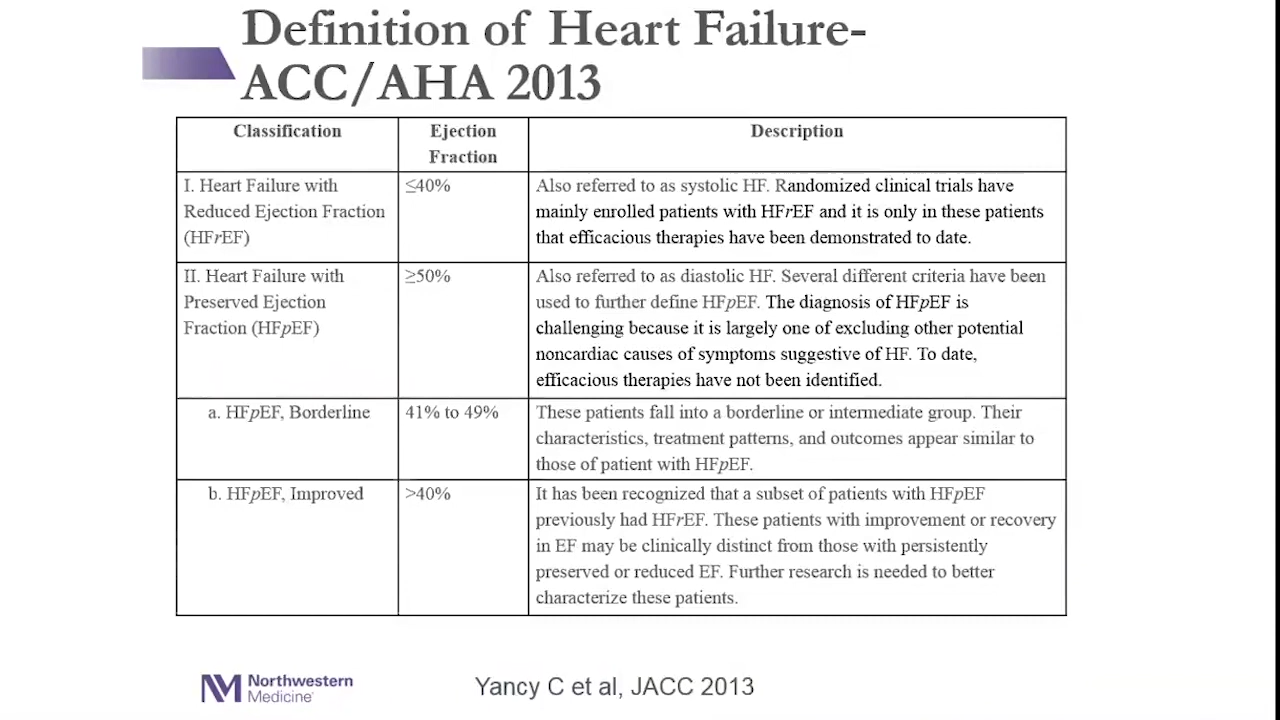 Definition of Heart Failure-
ACC/AHA 2013
Classification
Ejection
Fraction
Description
I. Heart Failure with
Reduced Ejection Fraction
(HFrEF)
≤40%
Also referred to as systolic HF. Randomized clinical trials have
mainly enrolled patients with HFrEF and it is only in these patients
that efficacious therapies have been demonstrated to date.
II. Heart Failure with
Preserved Ejection
Fraction (HFpEF)
≥50%
Also referred to as diastolic HF. Several different criteria have been
used to further define HFpEF. The diagnosis of HFpEF is
challenging because it is largely one of excluding other potential
noncardiac causes of symptoms suggestive of HF. To date,
efficacious therapies have not been identified.
a. HFpEF, Borderline
41% to 49%
These patients fall into a borderline or intermediate group. Their
characteristics, treatment patterns, and outcomes appear similar to
those of patient with HFpEF.
b. HFpEF, Improved
>40%
It has been recognized that a subset of patients with HFpEF
previously had HFrEF. These patients with improvement or recovery
in EF may be clinically distinct from those with persistently
preserved or reduced EF. Further research is needed to better
characterize these patients.
NM Northwestern
Medicine
Yancy C et al, JACC 2013